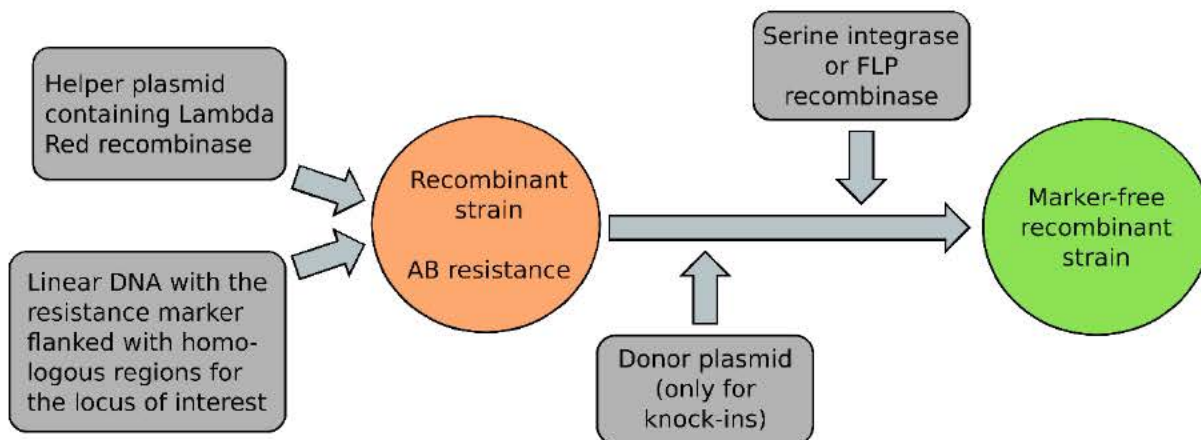 Helper plasmid
containing Lambda
Red recombinase
Linear DNA with the
resistance marker
flanked with homo-
logous regions for
the locus of interest
Recombinant
strain
AB resistance
Serine integrase
or FLP
recombinase
Donor plasmid
(only for
knock-ins)
Marker-free
recombinant
strain